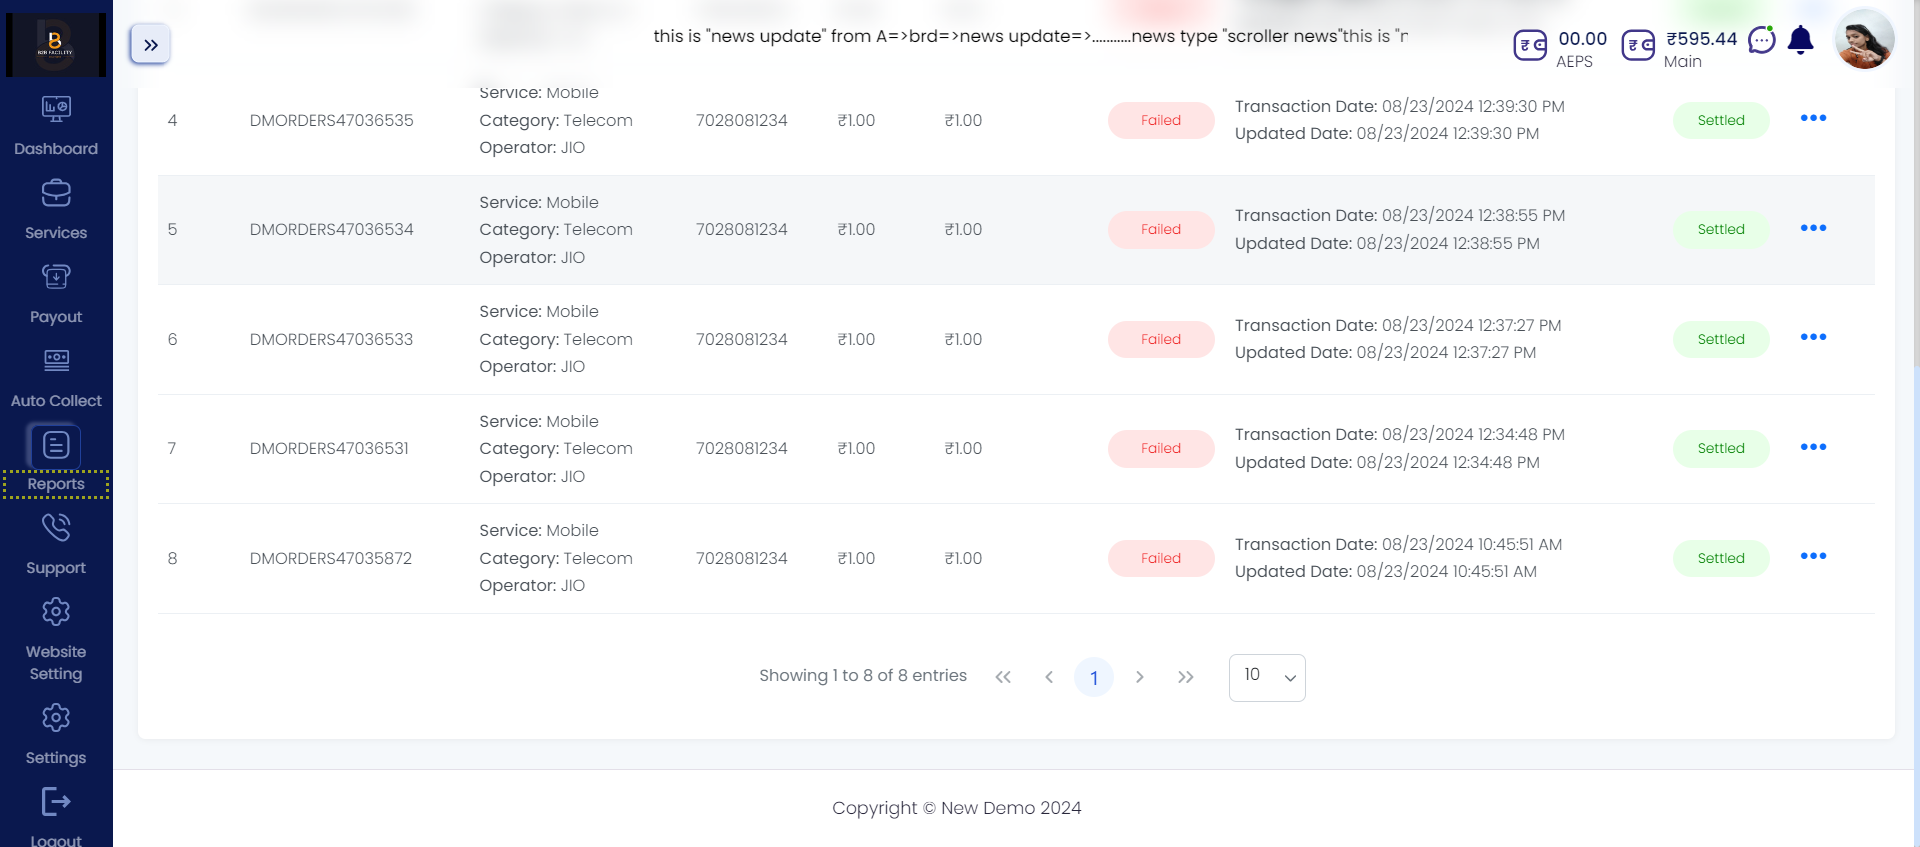 B2B FACILITY
this is "news update" from A=>brd=>news update=>...........news type "scroller news"this is "n
00.00
AEPS
₹595.44
Main
Dashboard
Services
Payout
Auto Collect
Reports
Support
Website
Setting
Settings
Logout
Service: Mobile
4 DMORDERS47036535 Category: Telecom 7028081234 ₹1.00 ₹1.00 Failed Transaction Date: 08/23/2024 12:39:30 PM Settled
Operator: JIO Updated Date: 08/23/2024 12:39:30 PM
Service: Mobile
5 DMORDERS47036534 Category: Telecom 7028081234 ₹1.00 ₹1.00 Failed Transaction Date: 08/23/2024 12:38:55 PM Settled
Operator: JIO Updated Date: 08/23/2024 12:38:55 PM
Service: Mobile
6 DMORDERS47036533 Category: Telecom 7028081234 ₹1.00 ₹1.00 Failed Transaction Date: 08/23/2024 12:37:27 PM Settled
Operator: JIO Updated Date: 08/23/2024 12:37:27 PM
Service: Mobile
7 DMORDERS47036531 Category: Telecom 7028081234 ₹1.00 ₹1.00 Failed Transaction Date: 08/23/2024 12:34:48 PM Settled
Operator: JIO Updated Date: 08/23/2024 12:34:48 PM
Service: Mobile
8 DMORDERS47035872 Category: Telecom 7028081234 ₹1.00 ₹1.00 Failed Transaction Date: 08/23/2024 10:45:51 AM Settled
Operator: JIO Updated Date: 08/23/2024 10:45:51 AM
Showing 1 to 8 of 8 entries 1 10
Copyright © New Demo 2024